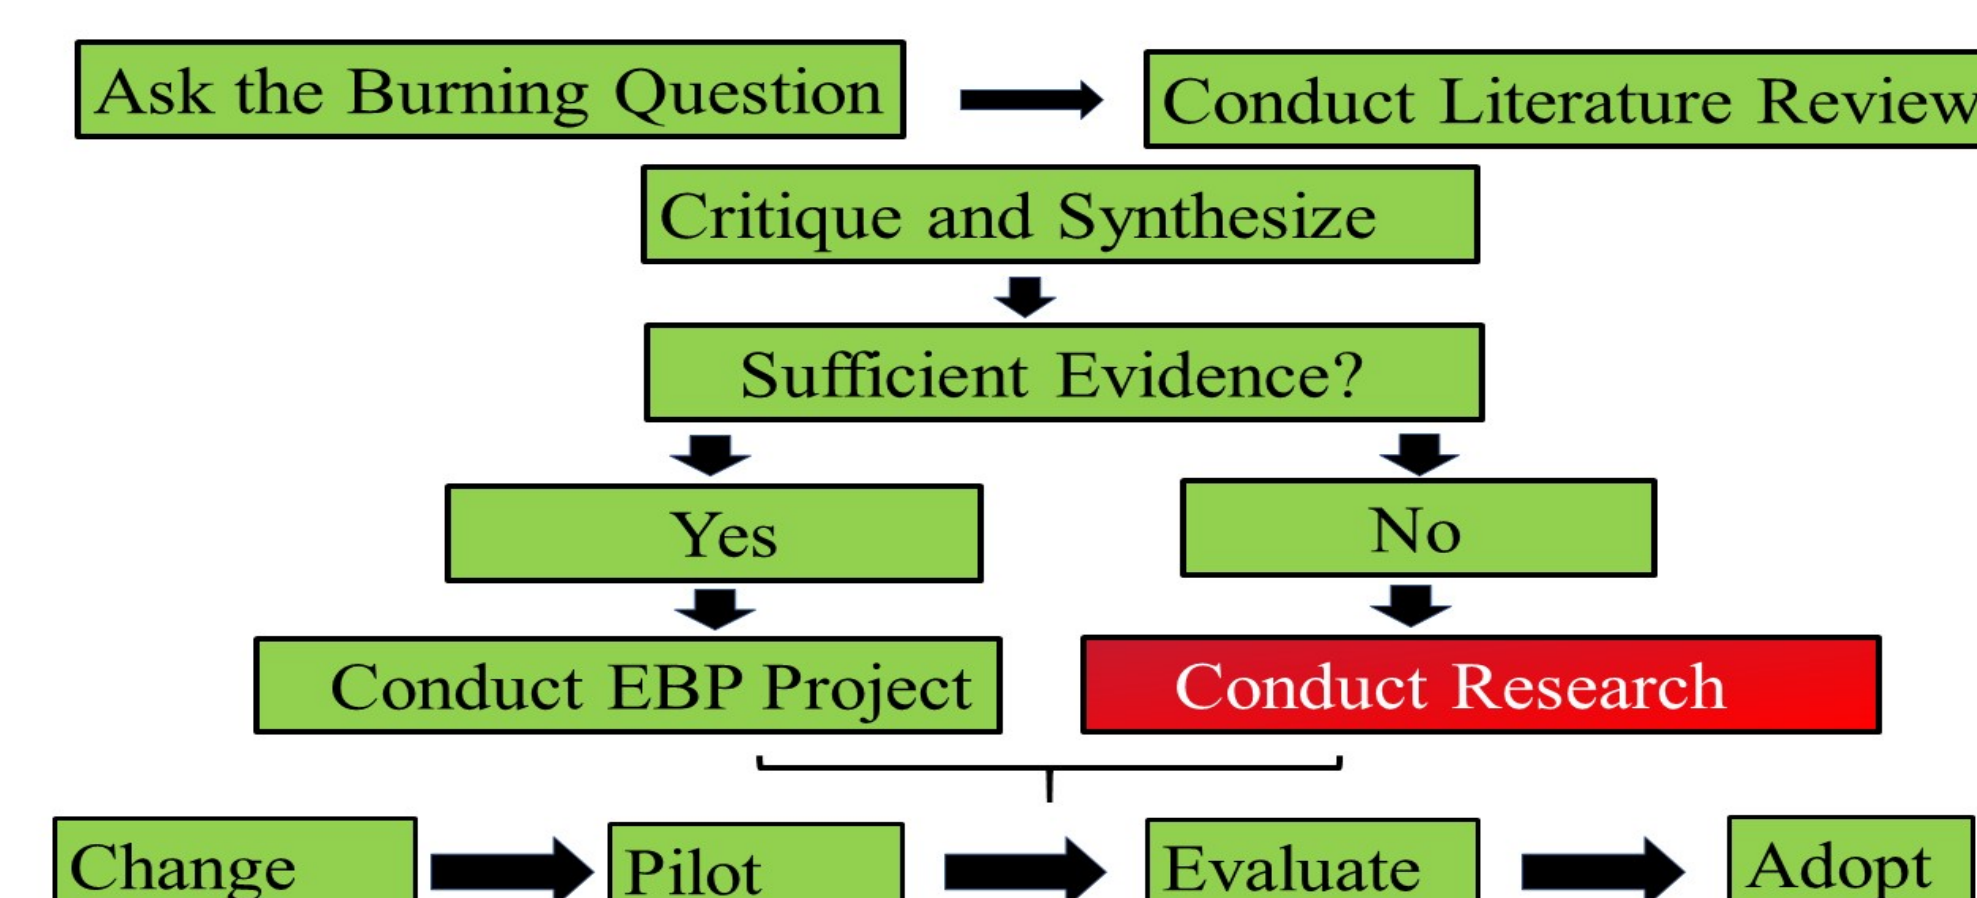 Ask the Burning Question
Conduct Literature Review
Critique and Synthesize
Sufficient Evidence?
Yes
No
Conduct EBP Project
Conduct Research
Change
Pilot
Evaluate
Adopt